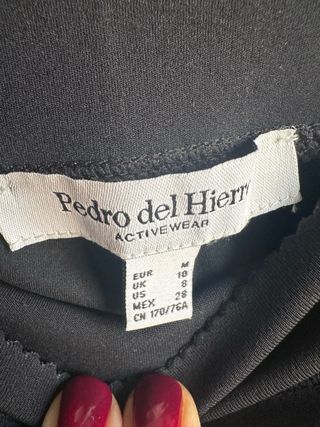 Pedro del Hierr
ACTIVEWEAR
EUR M
UK 10
US 8
MEX 28
CN 170/76A